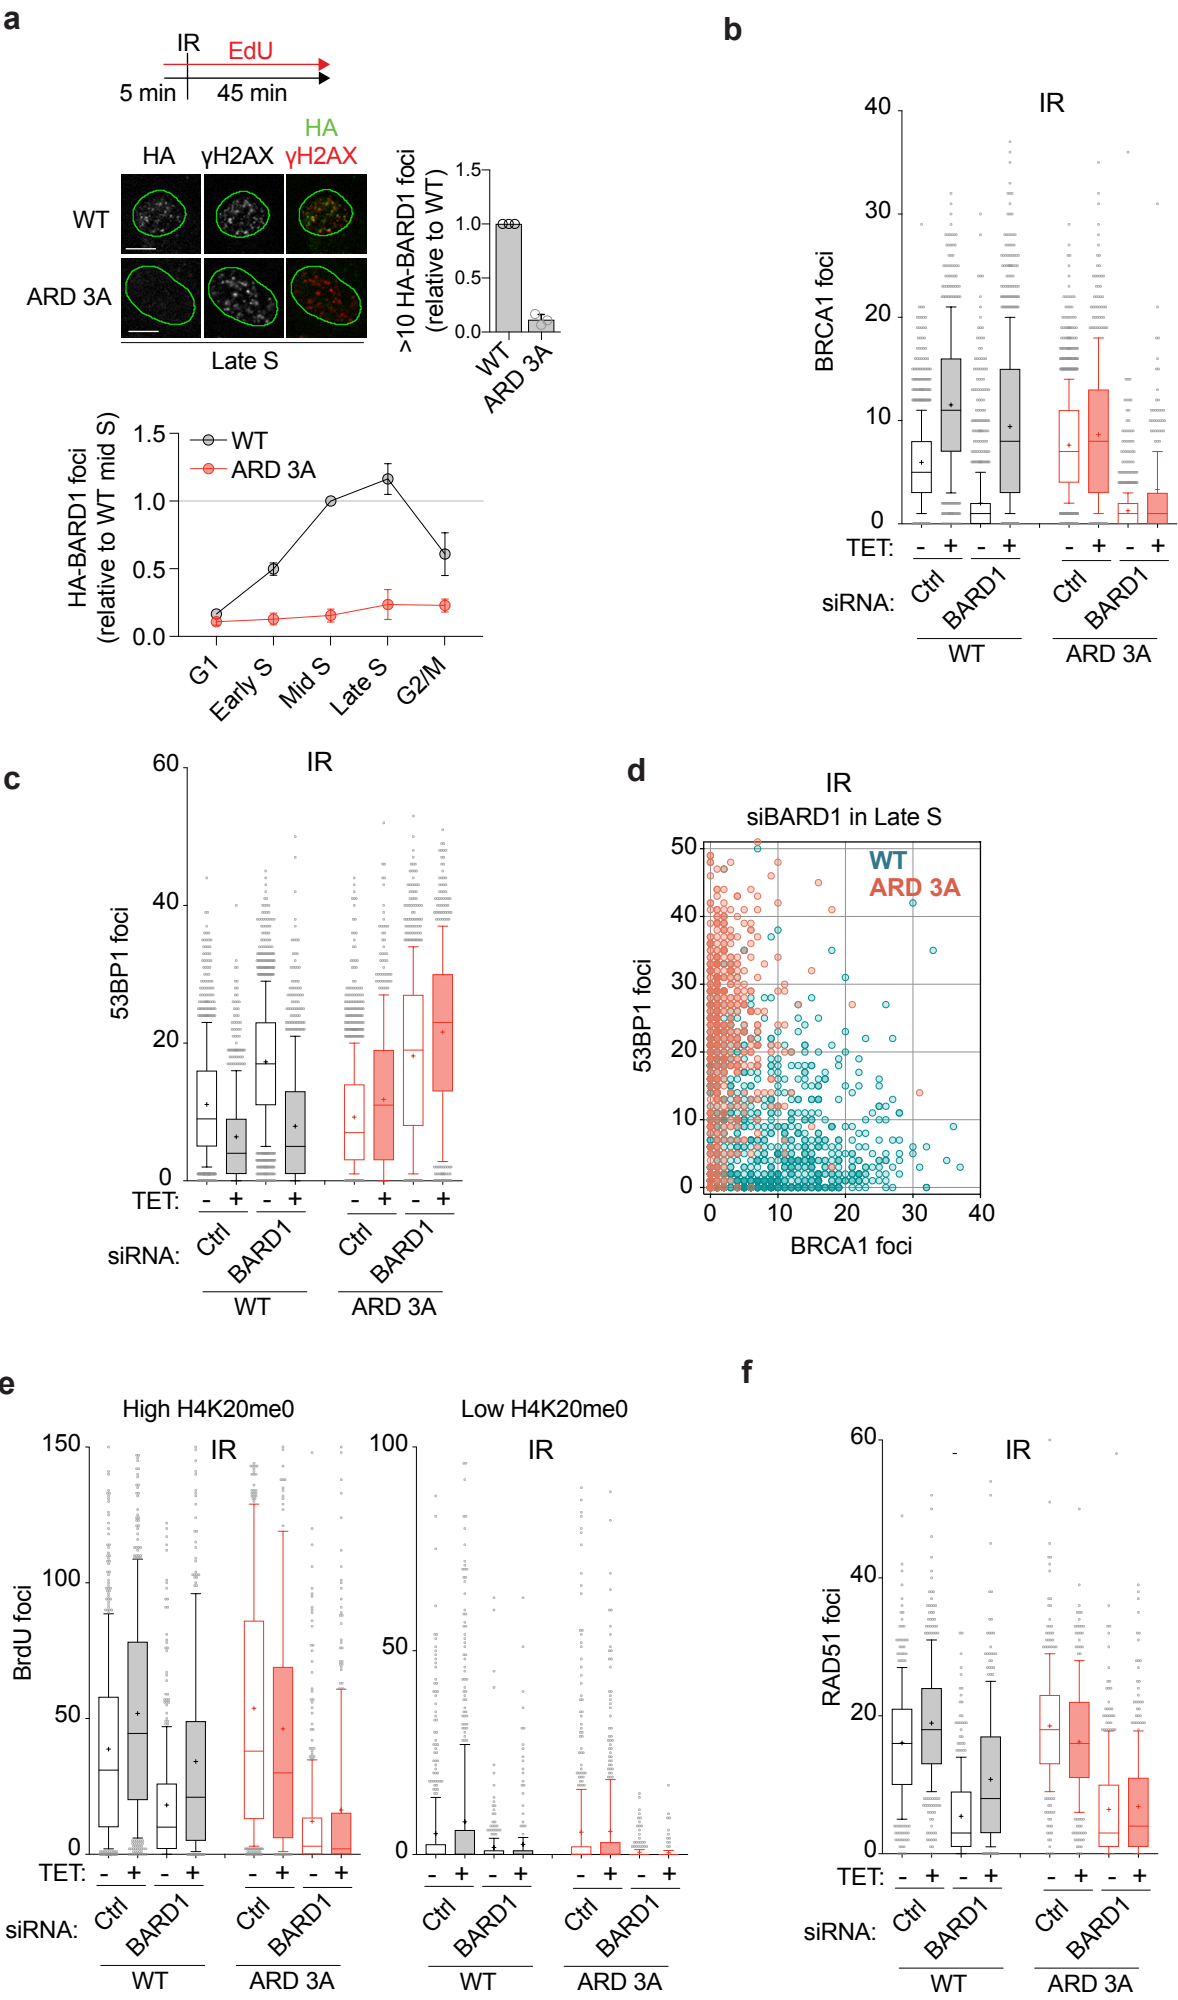 a
IR
EdU
5 min
45 min
HA
HA
γH2AX
γH2AX
WT
ARD 3A
Late S
>10 HA-BARD1 foci
(relative to WT)
1.5
1.0
0.5
0.0
WT
ARD 3A
HA-BARD1 foci
(relative to WT mid S)
1.5
1.0
0.5
0.0
WT
ARD 3A
G1
Early S
Mid S
Late S
G2/M
b
IR
BRCA1 foci
40
30
20
10
0
TET: - + - + - + - +
siRNA: Ctrl BARD1 Ctrl BARD1
WT ARD 3A
c
IR
53BP1 foci
60
40
20
0
TET: - + - + - + - +
siRNA: Ctrl BARD1 Ctrl BARD1
WT ARD 3A
d
IR
siBARD1 in Late S
WT
ARD 3A
53BP1 foci
50
40
30
20
10
0
0 10 20 30 40
BRCA1 foci
e
High H4K20me0
IR
BrdU foci
150
100
50
0
TET: - + - + - + - +
siRNA: Ctrl BARD1 Ctrl BARD1
WT ARD 3A
Low H4K20me0
IR
100
50
0
- + - + - + - +
Ctrl BARD1 Ctrl BARD1
WT ARD 3A
f
IR
RAD51 foci
60
40
20
0
TET: - + - + - + - +
siRNA: Ctrl BARD1 Ctrl BARD1
WT ARD 3A